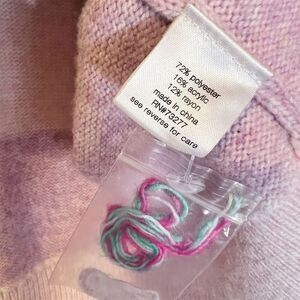 72% polyester
16% acrylic
12% rayon
made in china
RN#73277
see reverse for care